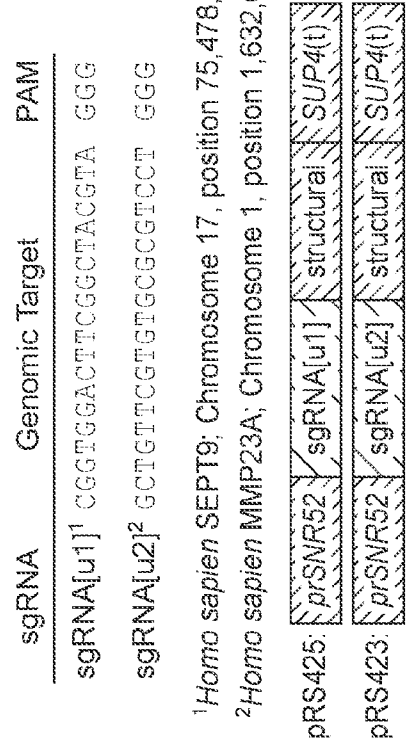 sgRNA Genomic Target PAM
sgRNA[u1]¹ CGGTGGACTTCGGCTACGTA GGG
sgRNA[u2]² GCTGTTCGTGTGCGCGTCCT GGG
¹Homo sapien SEPT9; Chromosome 17, position 75,478,
²Homo sapien MMP23A; Chromosome 1, position 1,632,
pRS425: prSNR52 sgRNA[u1] structural SUP4(t)
pRS423: prSNR52 sgRNA[u2] structural SUP4(t)